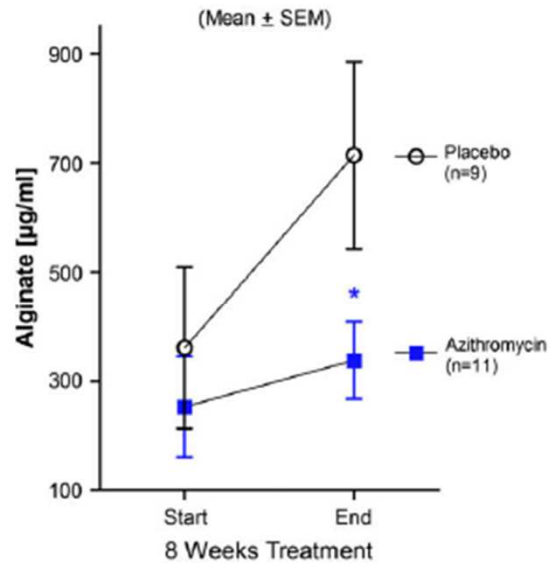 (Mean ± SEM)
900
700
500
300
100
Alginate [µg/ml]
Placebo
(n=9)
*
Azithromycin
(n=11)
Start
End
8 Weeks Treatment